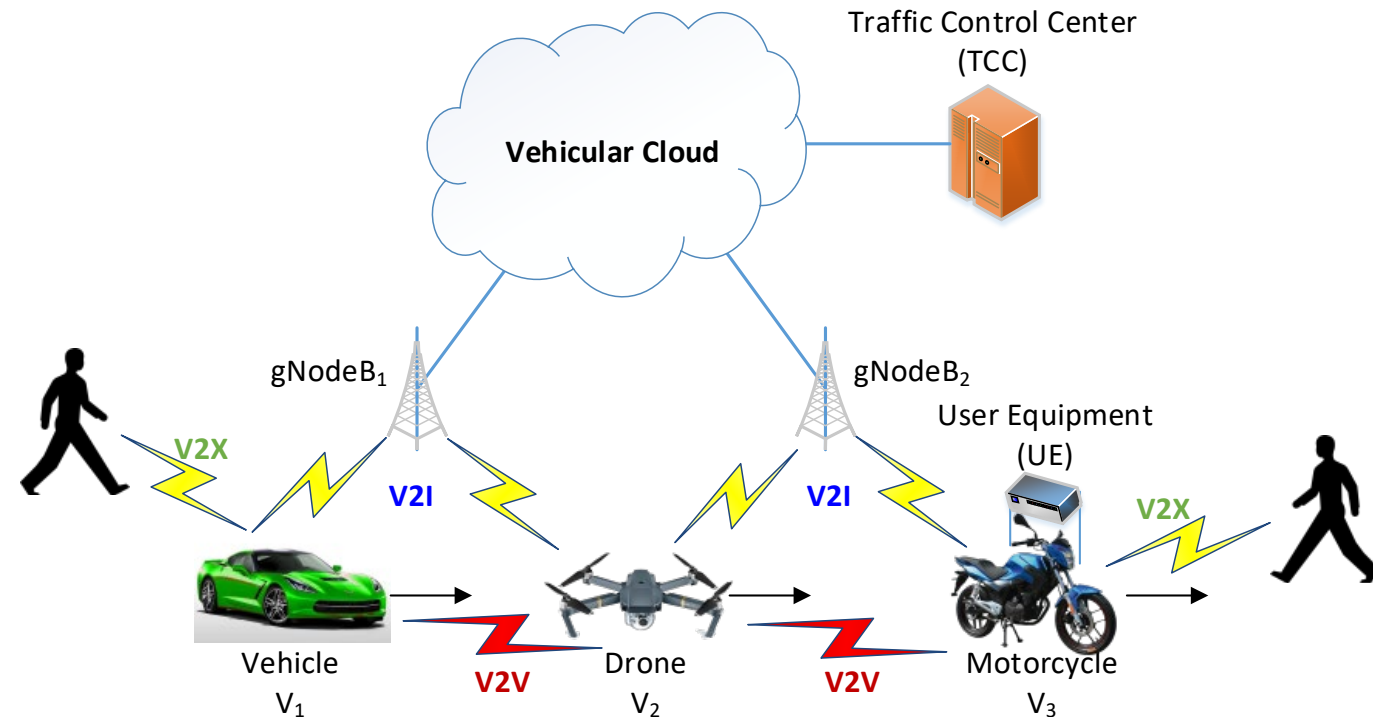 Traffic Control Center
(TCC)
Vehicular Cloud
gNodeB₁
gNodeB₂
User Equipment
(UE)
V2X
V2I
V2I
V2X
Vehicle
V₁
V2V
Drone
V₂
V2V
Motorcycle
V₃